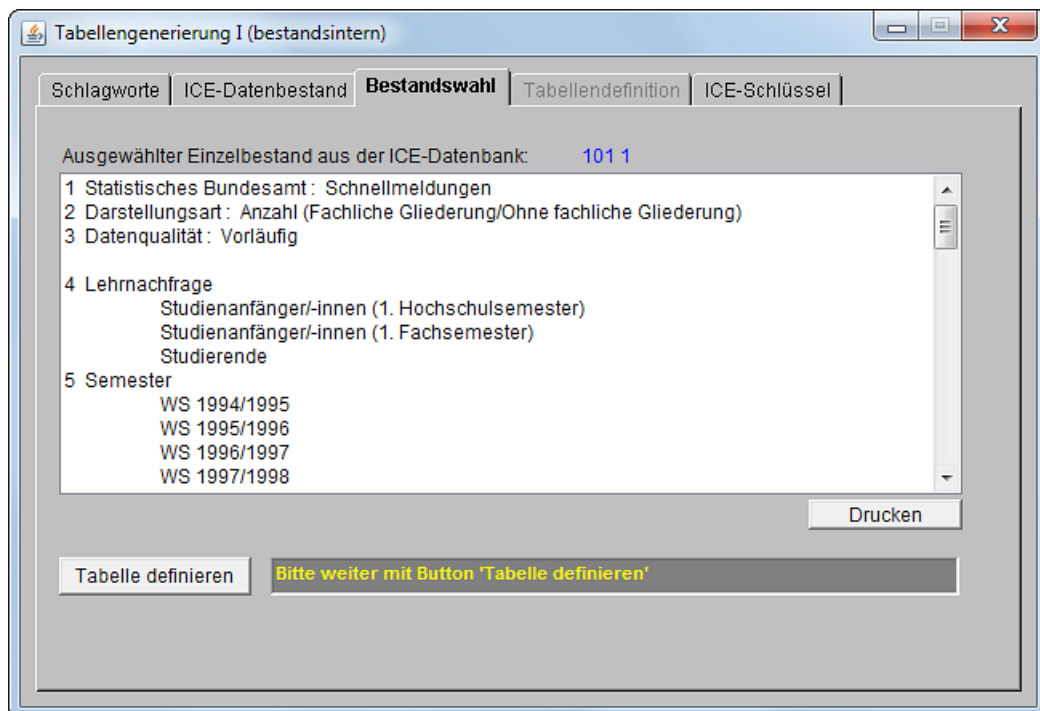 Tabellengenerierung I (bestandsintern)
Schlagworte ICE-Datenbestand Bestandswahl Tabellendefinition ICE-Schlüssel
Ausgewählter Einzelbestand aus der ICE-Datenbank: 101 1
1 Statistisches Bundesamt : Schnellmeldungen
2 Darstellungsart : Anzahl (Fachliche Gliederung/Ohne fachliche Gliederung)
3 Datenqualität : Vorläufig
4 Lehrnachfrage
Studienanfänger/-innen (1. Hochschulsemester)
Studienanfänger/-innen (1. Fachsemester)
Studierende
5 Semester
WS 1994/1995
WS 1995/1996
WS 1996/1997
WS 1997/1998
Drucken
Tabelle definieren Bitte weiter mit Button 'Tabelle definieren'